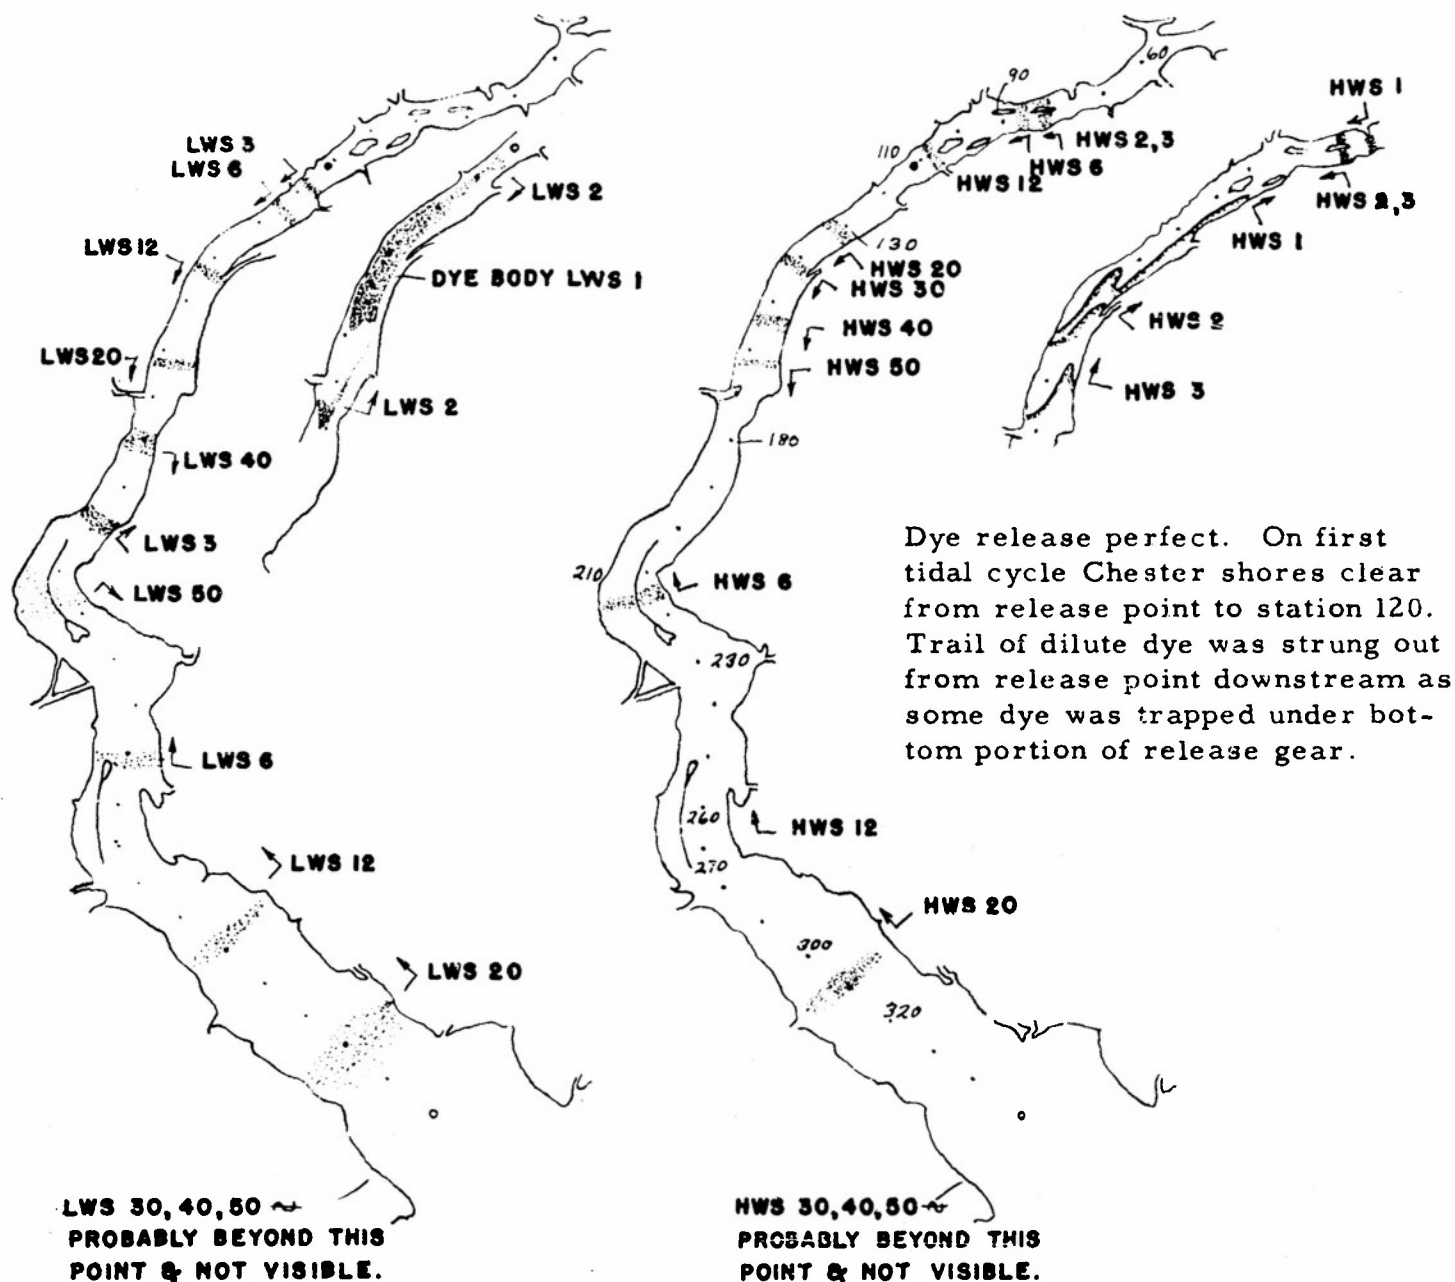 LWS 3
LWS 6
LWS 12
LWS 20
LWS 40
LWS 3
LWS 50
LWS 6
LWS 12
LWS 20
LWS 2
DYE BODY LWS 1
LWS 2
LWS 30, 40, 50 ~
PROBABLY BEYOND THIS
POINT & NOT VISIBLE.
60
90
HWS 2, 3
HWS 6
110
HWS 12
130
HWS 20
HWS 30
HWS 40
HWS 50
180
210
HWS 6
230
260
HWS 12
270
HWS 20
300
320
HWS 30, 40, 50 ~
PROBABLY BEYOND THIS
POINT & NOT VISIBLE.
HWS 1
HWS 2, 3
HWS 1
HWS 2
HWS 3
Dye release perfect. On first
tidal cycle Chester shores clear
from release point to station 120.
Trail of dilute dye was strung out
from release point downstream as
some dye was trapped under bot-
tom portion of release gear.